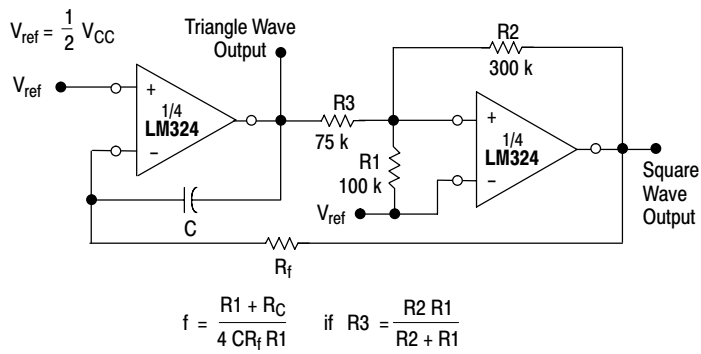 V_ref = 1/2 V_CC
Triangle Wave
Output
R2
300 k
V_ref
+
1/4
LM324
−
R3
75 k
R1
100 k
+
1/4
LM324
−
Square
Wave
Output
V_ref
C
R_f
f = (R1 + R_C) / (4 CR_f R1) if R3 = (R2 R1) / (R2 + R1)